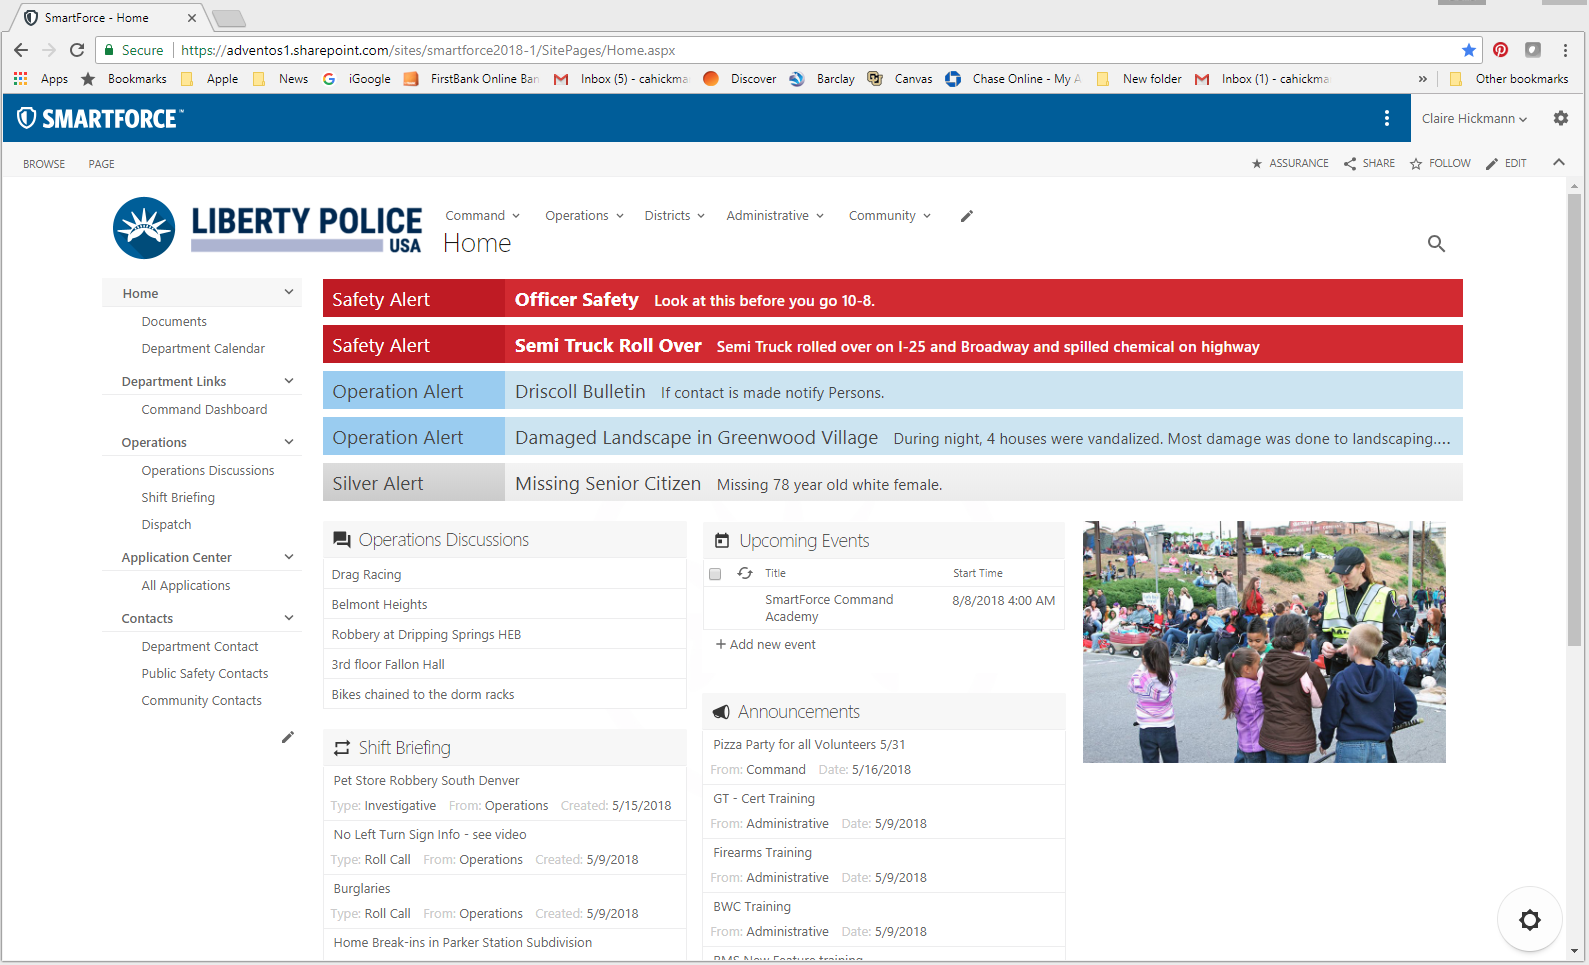 SmartForce - Home
Secure https://adventos1.sharepoint.com/sites/smartforce2018-1/SitePages/Home.aspx
Apps Bookmarks Apple News iGoogle FirstBank Online Ban Inbox (5) - cahickma Discover Barclay Canvas Chase Online - My A New folder Inbox (1) - cahickma » Other bookmarks
SMARTFORCE™ Claire Hickmann
BROWSE PAGE ASSURANCE SHARE FOLLOW EDIT
LIBERTY POLICE
USA
Command Operations Districts Administrative Community
Home
Home
Documents
Department Calendar
Department Links
Command Dashboard
Operations
Operations Discussions
Shift Briefing
Dispatch
Application Center
All Applications
Contacts
Department Contact
Public Safety Contacts
Community Contacts
Safety Alert Officer Safety Look at this before you go 10-8.
Safety Alert Semi Truck Roll Over Semi Truck rolled over on I-25 and Broadway and spilled chemical on highway
Operation Alert Driscoll Bulletin If contact is made notify Persons.
Operation Alert Damaged Landscape in Greenwood Village During night, 4 houses were vandalized. Most damage was done to landscaping....
Silver Alert Missing Senior Citizen Missing 78 year old white female.
Operations Discussions
Drag Racing
Belmont Heights
Robbery at Dripping Springs HEB
3rd floor Fallon Hall
Bikes chained to the dorm racks
Shift Briefing
Pet Store Robbery South Denver
Type: Investigative From: Operations Created: 5/15/2018
No Left Turn Sign Info - see video
Type: Roll Call From: Operations Created: 5/9/2018
Burglaries
Type: Roll Call From: Operations Created: 5/9/2018
Home Break-ins in Parker Station Subdivision
Upcoming Events
Title Start Time
SmartForce Command 8/8/2018 4:00 AM
Academy
+ Add new event
Announcements
Pizza Party for all Volunteers 5/31
From: Command Date: 5/16/2018
GT - Cert Training
From: Administrative Date: 5/9/2018
Firearms Training
From: Administrative Date: 5/9/2018
BWC Training
From: Administrative Date: 5/9/2018
RMS New Feature training